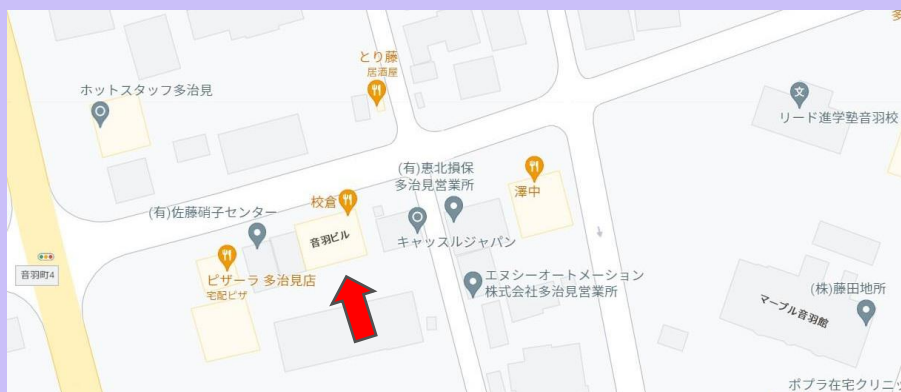 多
とり藤
居酒屋
ホットスタッフ多治見
リード進学塾音羽校
(有)恵北損保
多治見営業所
澤中
校倉
(有)佐藤硝子センター
音羽ビル
キャッスルジャパン
音羽町4
ピザーラ 多治見店
宅配ピザ
エヌシーオートメーション
株式会社多治見営業所
(株)藤田地所
マーブル音羽館
ポプラ在宅クリニッ